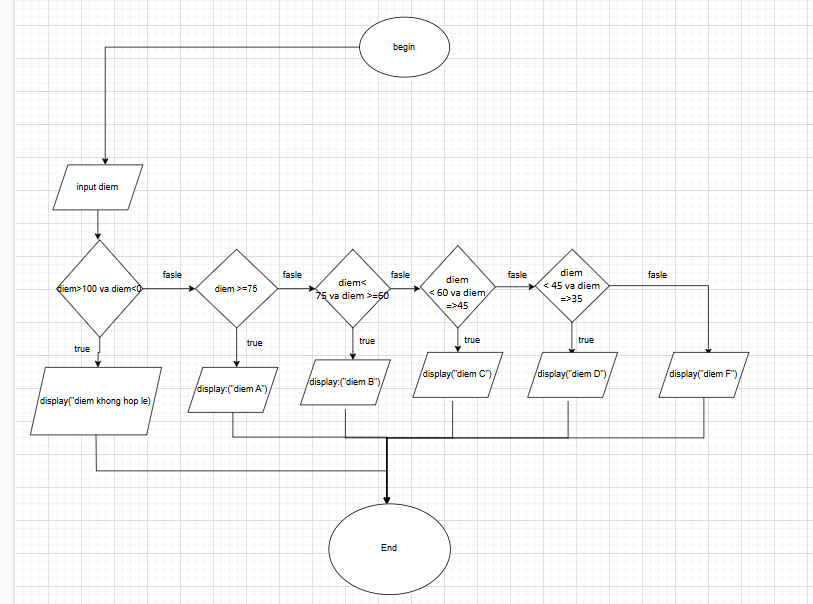 begin
input diem
diem>100 va diem<0
fasle
diem >=75
fasle
diem<
75 va diem >=60
fasle
diem
< 60 va diem
=>45
fasle
diem
< 45 va diem
=>35
fasle
true
true
true
true
true
display("diem khong hop le)
display:("diem A")
display:("diem B")
display("diem C")
display("diem D")
display("diem F")
End